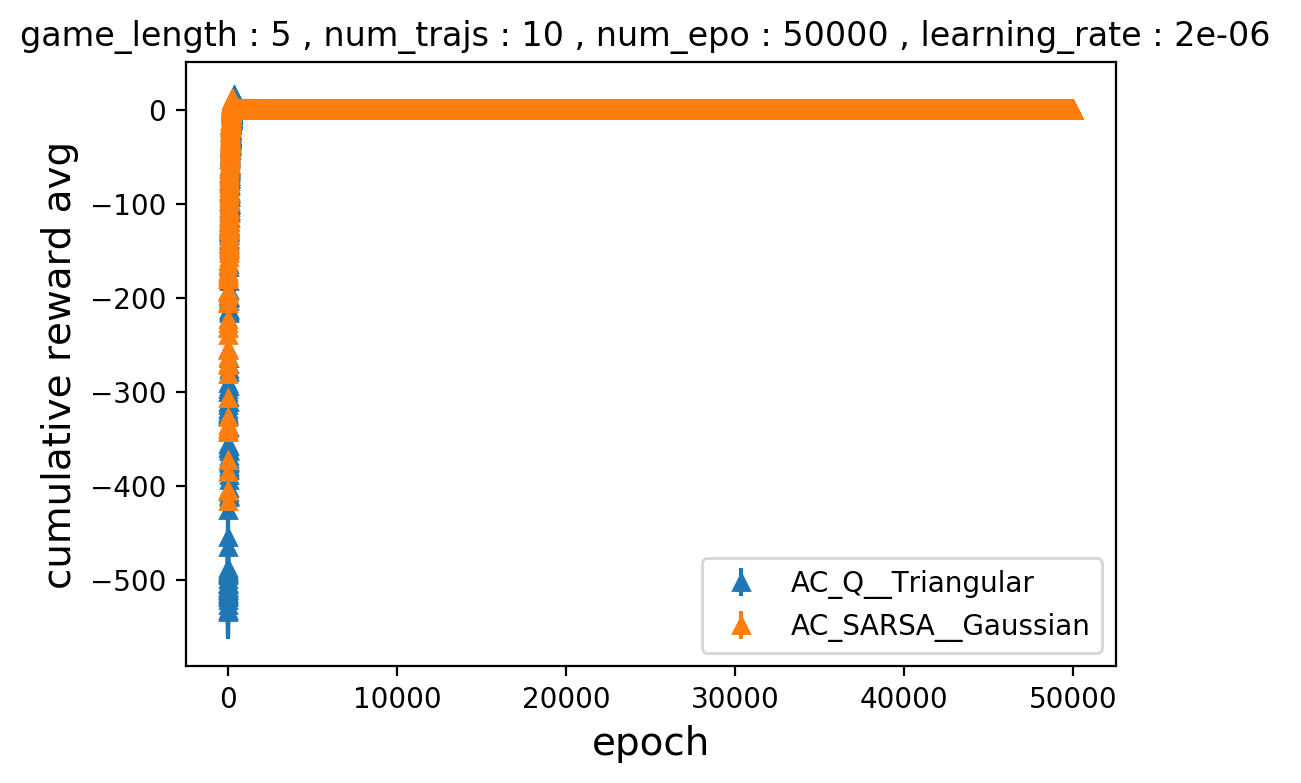 game_length : 5 , num_trajs : 10 , num_epo : 50000 , learning_rate : 2e-06
cumulative reward avg
0
−100
−200
−300
−400
−500
AC_Q__Triangular
AC_SARSA__Gaussian
0 10000 20000 30000 40000 50000
epoch